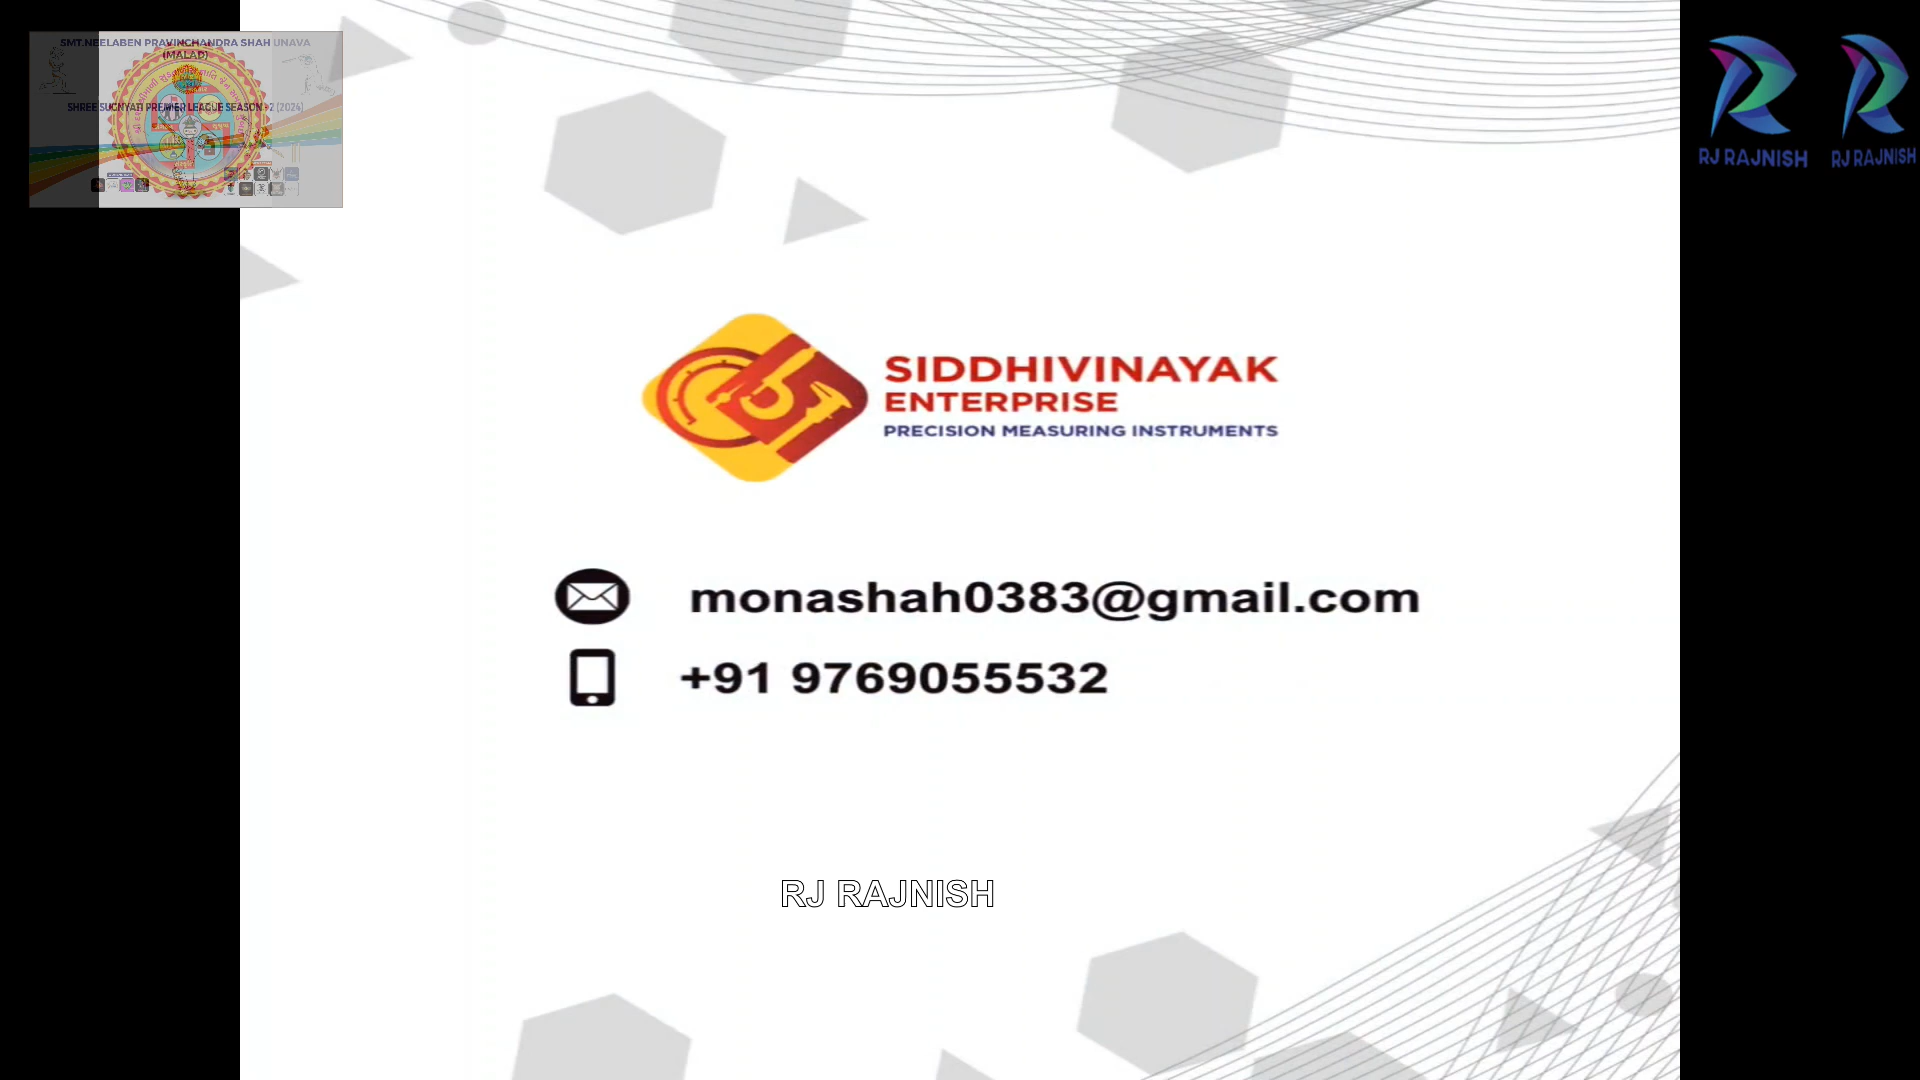 SMT.NEELABEN PRAVINCHANDRA SHAH UNAVA
(MALAD)
SHREE SUGNYATI PREMIER LEAGUE SEASON -2 (2024)
RJ RAJNISH
RJ RAJNISH
SIDDHIVINAYAK
ENTERPRISE
PRECISION MEASURING INSTRUMENTS
monashah0383@gmail.com
+91 9769055532
RJ RAJNISH